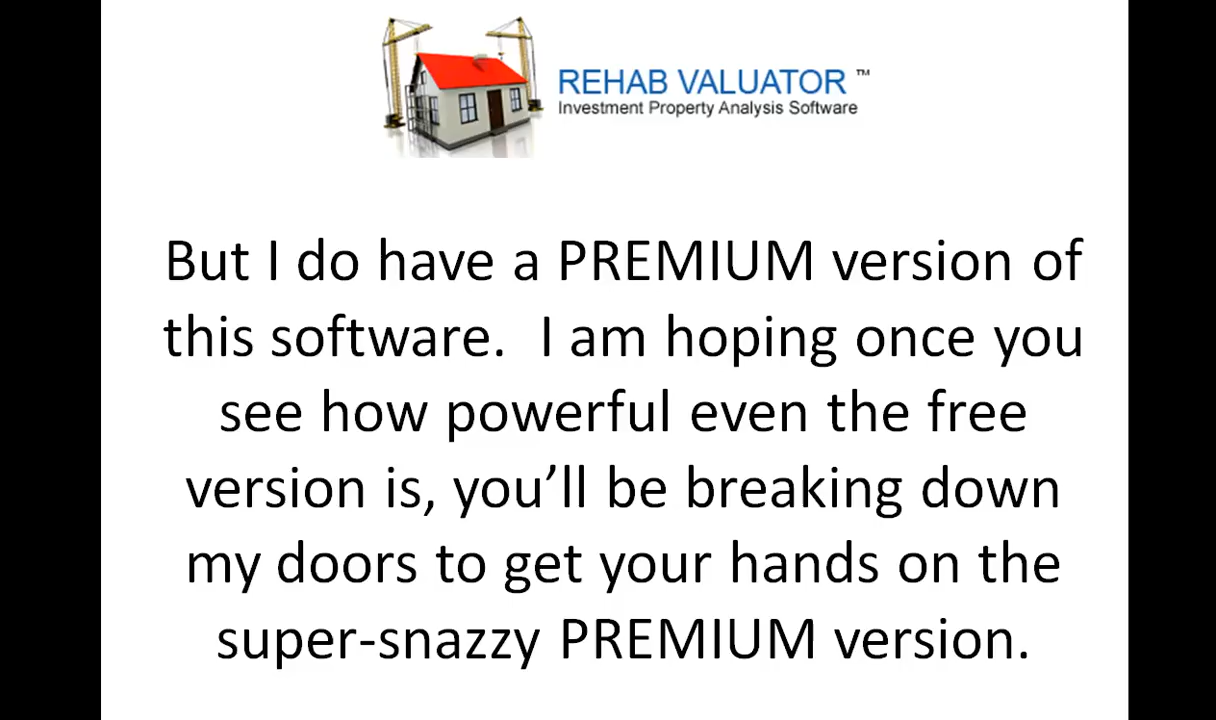 REHAB VALUATOR ™
Investment Property Analysis Software
But I do have a PREMIUM version of
this software.  I am hoping once you
see how powerful even the free
version is, you’ll be breaking down
my doors to get your hands on the
super-snazzy PREMIUM version.